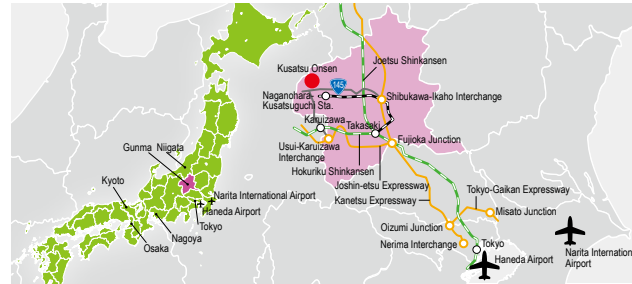 Niigata
Gunma
Kyoto
Narita International Airport
Haneda Airport
Tokyo
Nagoya
Osaka
Kusatsu Onsen
145
Joetsu Shinkansen
Naganohara-
Kusatsuguchi Sta.
Shibukawa-Ikaho Interchange
Karuizawa
Takasaki
Fujioka Junction
Usui-Karuizawa
Interchange
Hokuriku Shinkansen
Joshin-etsu Expressway
Kanetsu Expressway
Tokyo-Gaikan Expressway
Misato Junction
Oizumi Junction
Nerima Interchange
Tokyo
Haneda Airport
Narita International
Airport